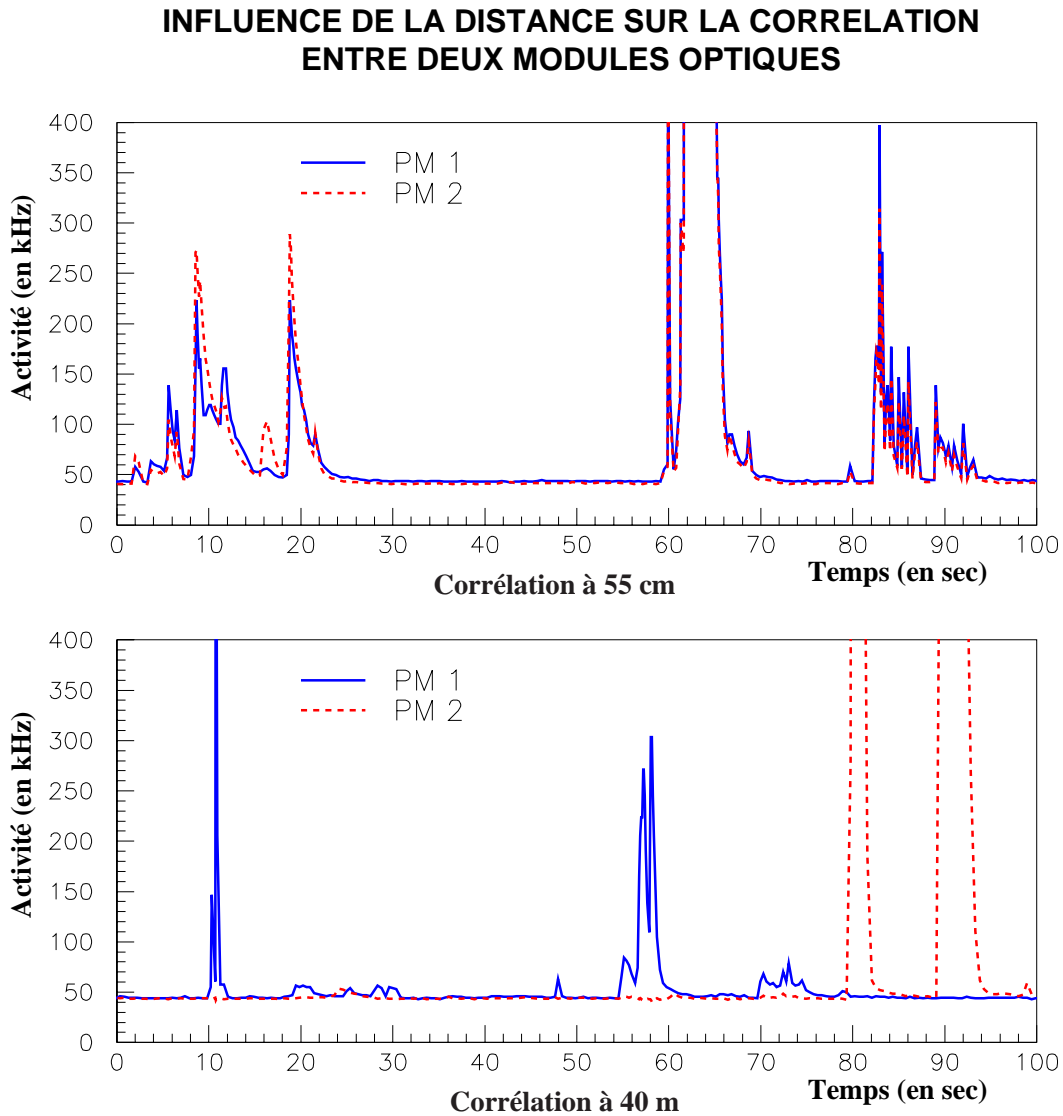 INFLUENCE DE LA DISTANCE SUR LA CORRELATION
ENTRE DEUX MODULES OPTIQUES
Activité (en kHz)
400
350
300
250
200
150
100
50
0
PM 1
PM 2
0 10 20 30 40 50 60 70 80 90 100
Temps (en sec)
Corrélation à 55 cm
Activité (en kHz)
400
350
300
250
200
150
100
50
0
PM 1
PM 2
0 10 20 30 40 50 60 70 80 90 100
Temps (en sec)
Corrélation à 40 m